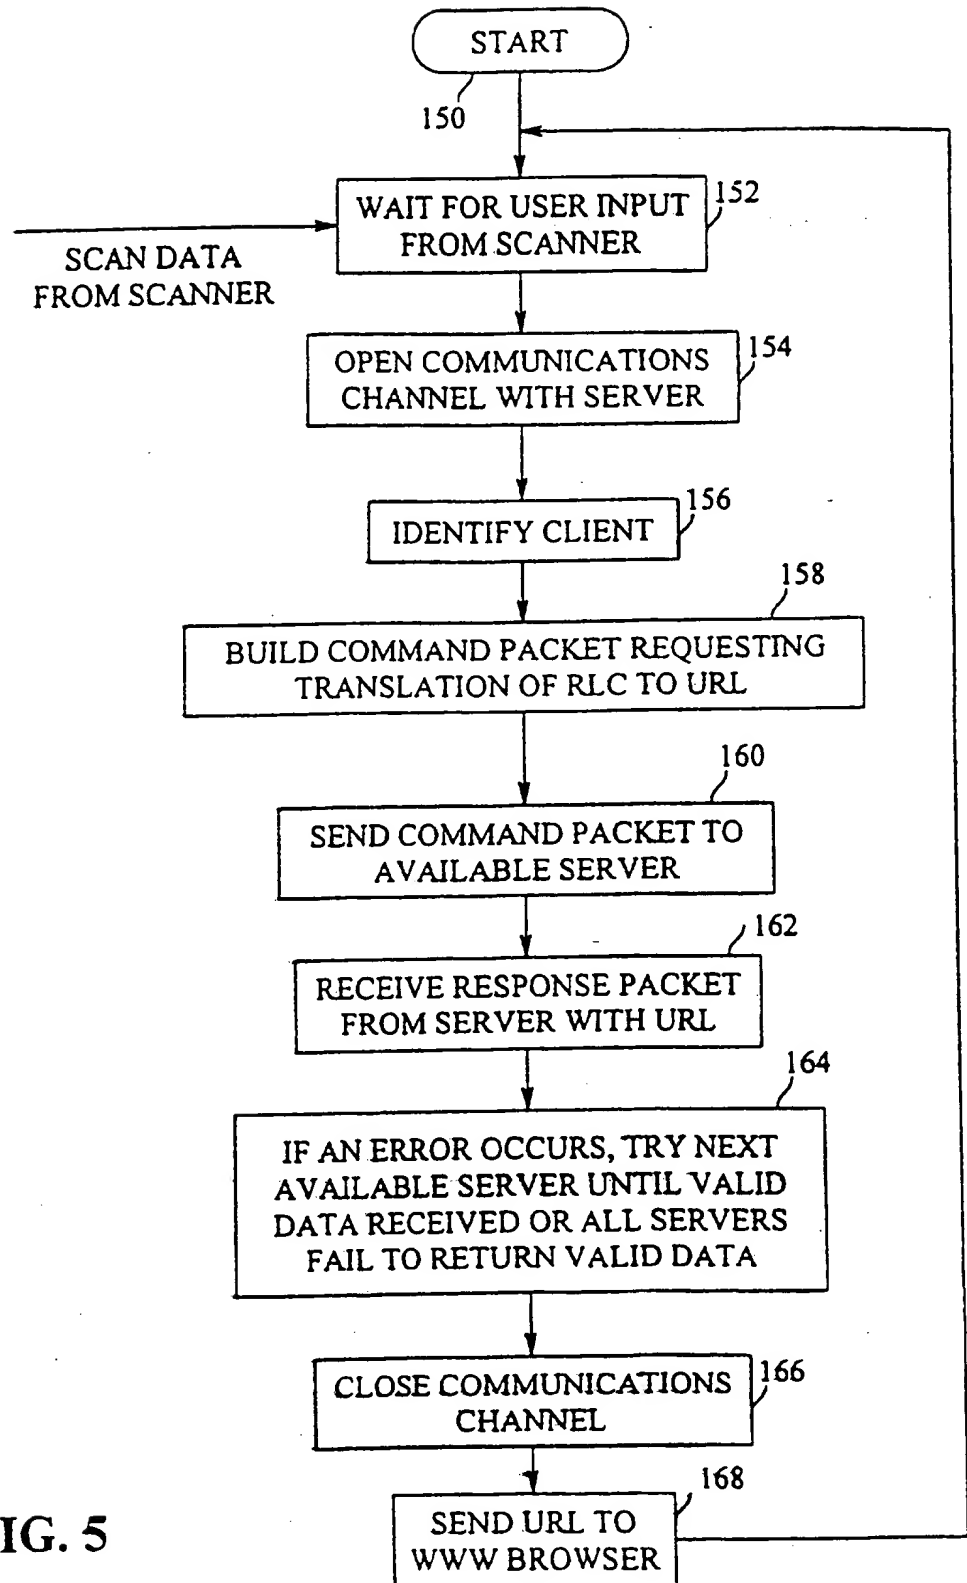 START
150
WAIT FOR USER INPUT
FROM SCANNER
152
SCAN DATA
FROM SCANNER
OPEN COMMUNICATIONS
CHANNEL WITH SERVER
154
IDENTIFY CLIENT
156
158
BUILD COMMAND PACKET REQUESTING
TRANSLATION OF RLC TO URL
160
SEND COMMAND PACKET TO
AVAILABLE SERVER
162
RECEIVE RESPONSE PACKET
FROM SERVER WITH URL
164
IF AN ERROR OCCURS, TRY NEXT
AVAILABLE SERVER UNTIL VALID
DATA RECEIVED OR ALL SERVERS
FAIL TO RETURN VALID DATA
CLOSE COMMUNICATIONS
CHANNEL
166
168
SEND URL TO
WWW BROWSER
IG. 5